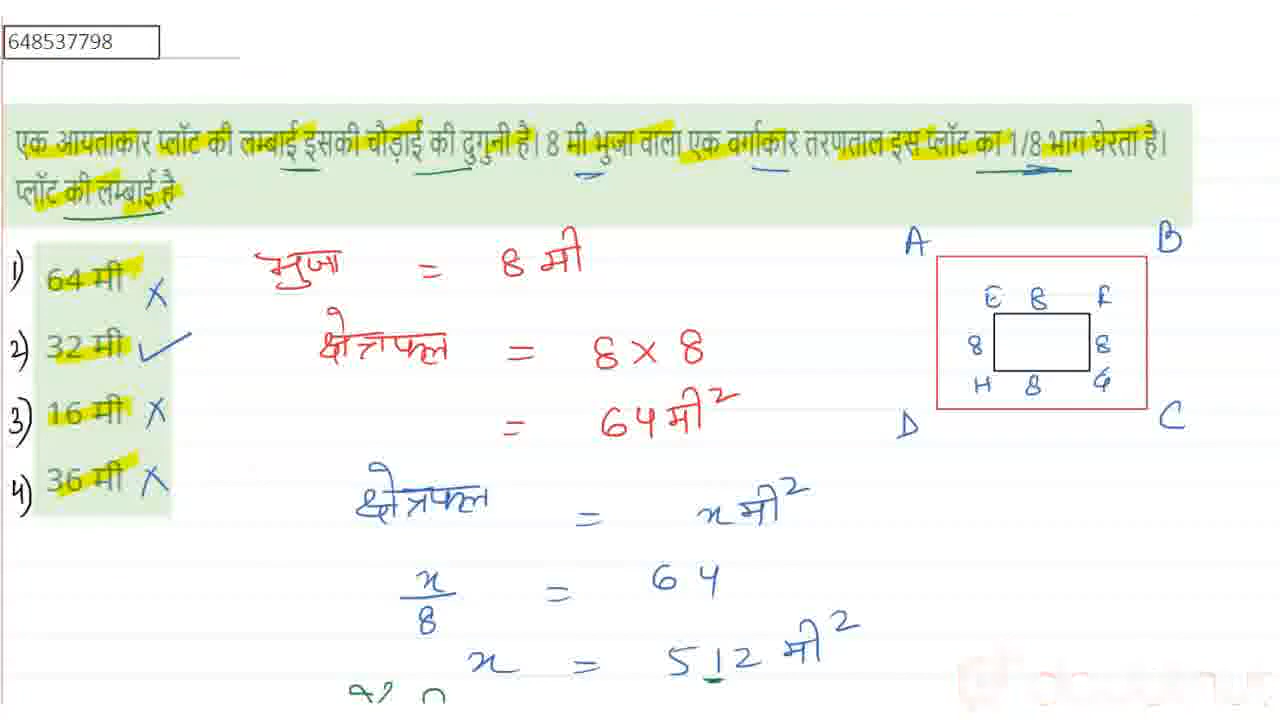 648537798
एक आयताकार प्लॉट की लम्बाई इसकी चौड़ाई की दुगुनी है। 8 मी भुजा वाला एक वर्गाकार तरणताल इस प्लॉट का 1/8 भाग घेरता है।
प्लॉट की लम्बाई है
1) 64 मी ×
2) 32 मी ✓
3) 16 मी ×
4) 36 मी ×
भुजा = 8 मी
क्षेत्रफल = 8 × 8
= 64 मी²
क्षेत्रफल = x मी²
x/8 = 64
x = 512 मी²
A B
E 8 F
8 8
H 8 G
D C